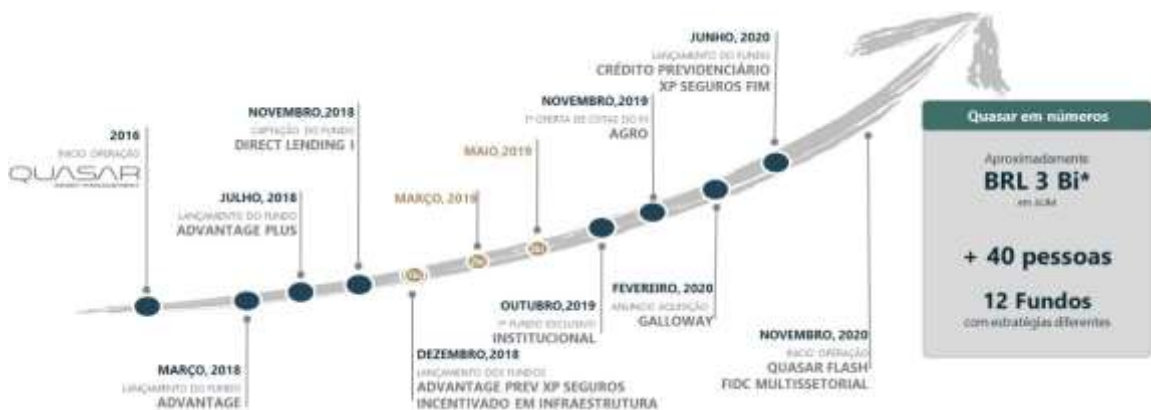 2016
INÍCIO OPERAÇÃO
QUASAR
ASSET MANAGEMENT
MARÇO, 2018
LANÇAMENTO DO FUNDO
ADVANTAGE
JULHO, 2018
LANÇAMENTO DO FUNDO
ADVANTAGE PLUS
NOVEMBRO, 2018
CAPTAÇÃO DO FUNDO
DIRECT LENDING I
DEZEMBRO, 2018
LANÇAMENTO DOS FUNDOS
ADVANTAGE PREV XP SEGUROS
INCENTIVADO EM INFRAESTRUTURA
MARÇO, 2019
MAIO, 2019
OUTUBRO, 2019
1º FUNDO EXCLUSIVO
INSTITUCIONAL
NOVEMBRO, 2019
1ª OFERTA DE COTAS DO FII
AGRO
FEVEREIRO, 2020
ANUNCIO AQUISIÇÃO
GALLOWAY
JUNHO, 2020
LANÇAMENTO DO FUNDO
CRÉDITO PREVIDENCIÁRIO
XP SEGUROS FIM
NOVEMBRO, 2020
INICIO OPERAÇÃO
QUASAR FLASH
FIDC MULTISSETORIAL
Quasar em números
Aproximadamente
BRL 3 Bi*
em AUM
+ 40 pessoas
12 Fundos
com estratégias diferentes